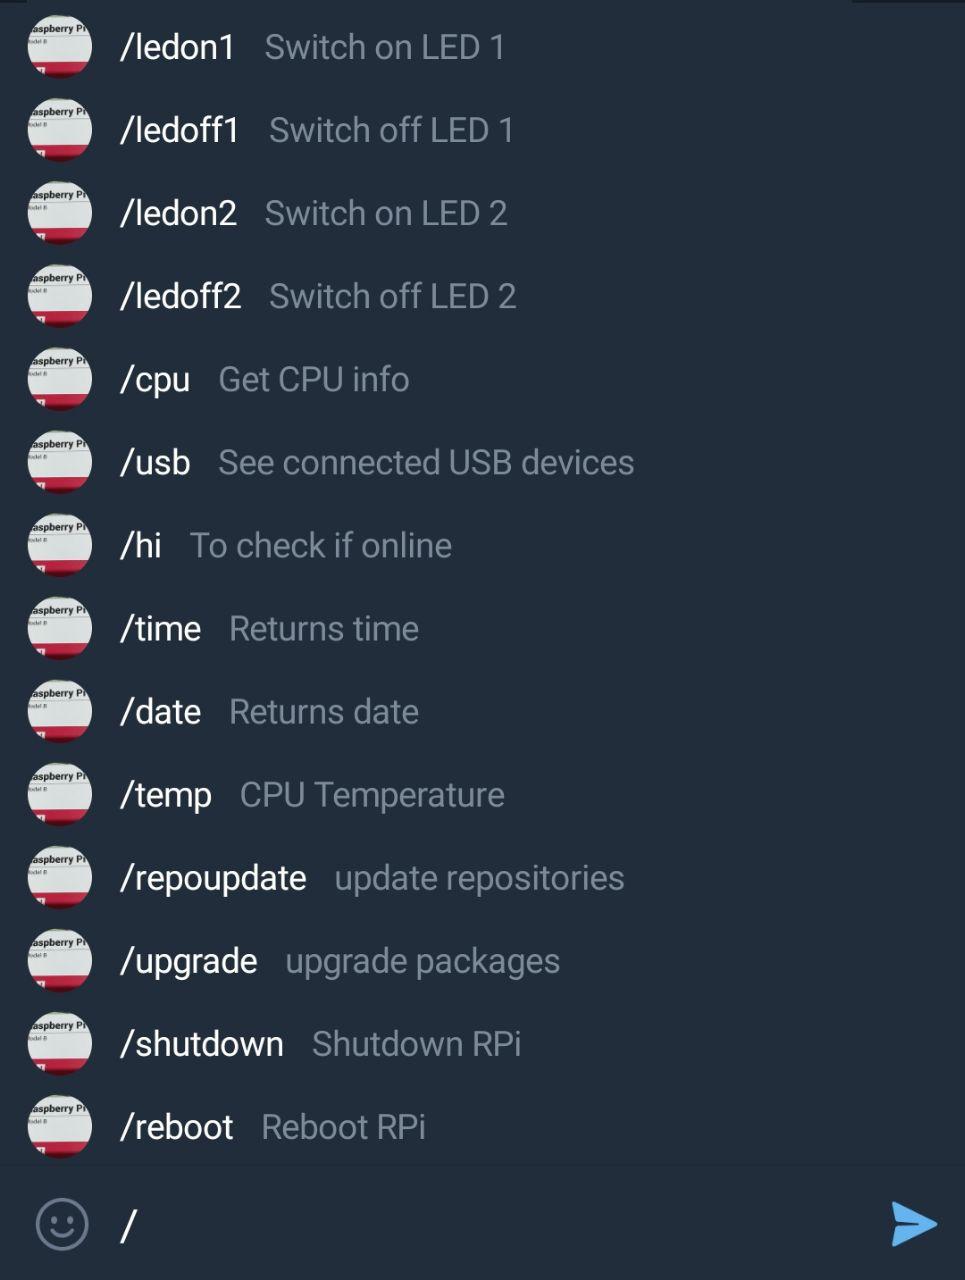 /ledon1 Switch on LED 1
/ledoff1 Switch off LED 1
/ledon2 Switch on LED 2
/ledoff2 Switch off LED 2
/cpu Get CPU info
/usb See connected USB devices
/hi To check if online
/time Returns time
/date Returns date
/temp CPU Temperature
/repoupdate update repositories
/upgrade upgrade packages
/shutdown Shutdown RPi
/reboot Reboot RPi
/